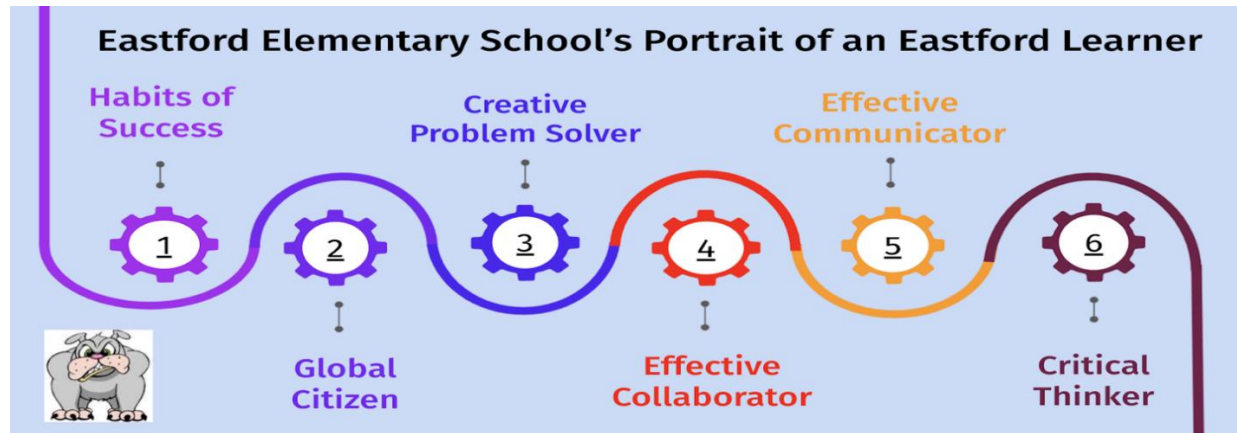 Eastford Elementary School's Portrait of an Eastford Learner
Habits of
Success
1
Global
Citizen
2
Creative
Problem Solver
3
Effective
Collaborator
4
Effective
Communicator
5
Critical
Thinker
6